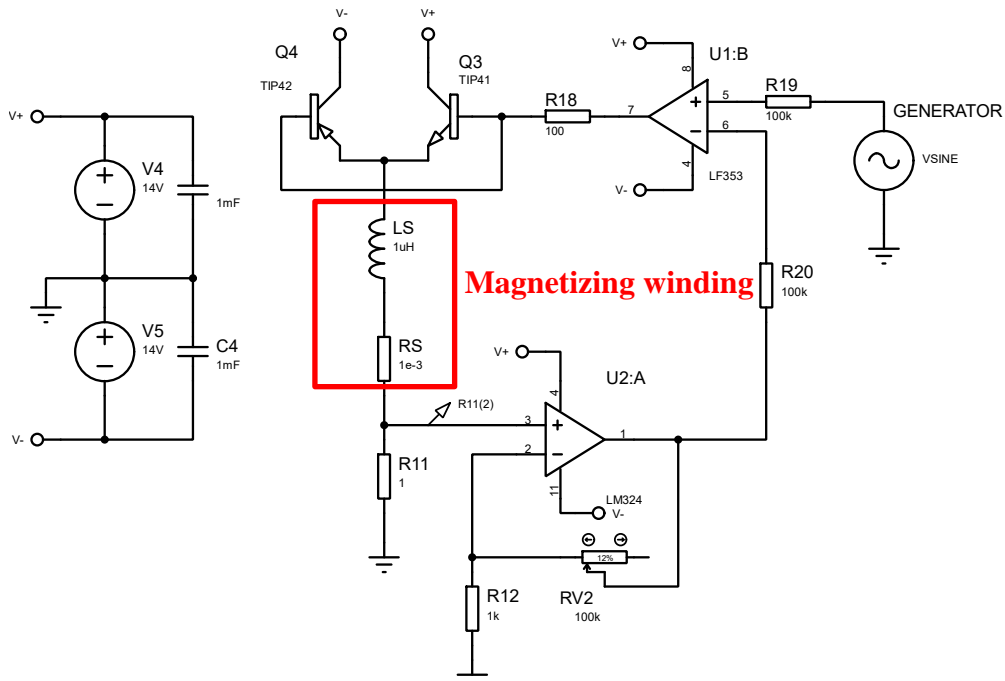 V-
V+
Q4
Q3
TIP42
TIP41
V+
U1:B
8
R18
100
7
+
5
R19
100k
GENERATOR
−
6
VSINE
4
LF353
V-
V+
V4
14V
+
−
1mF
LS
1uH
Magnetizing winding
R20
100k
V5
14V
+
−
C4
1mF
RS
1e-3
V+
U2:A
4
R11(2)
3
+
1
2
−
V-
R11
1
11
LM324
V-
12%
R12
1k
RV2
100k